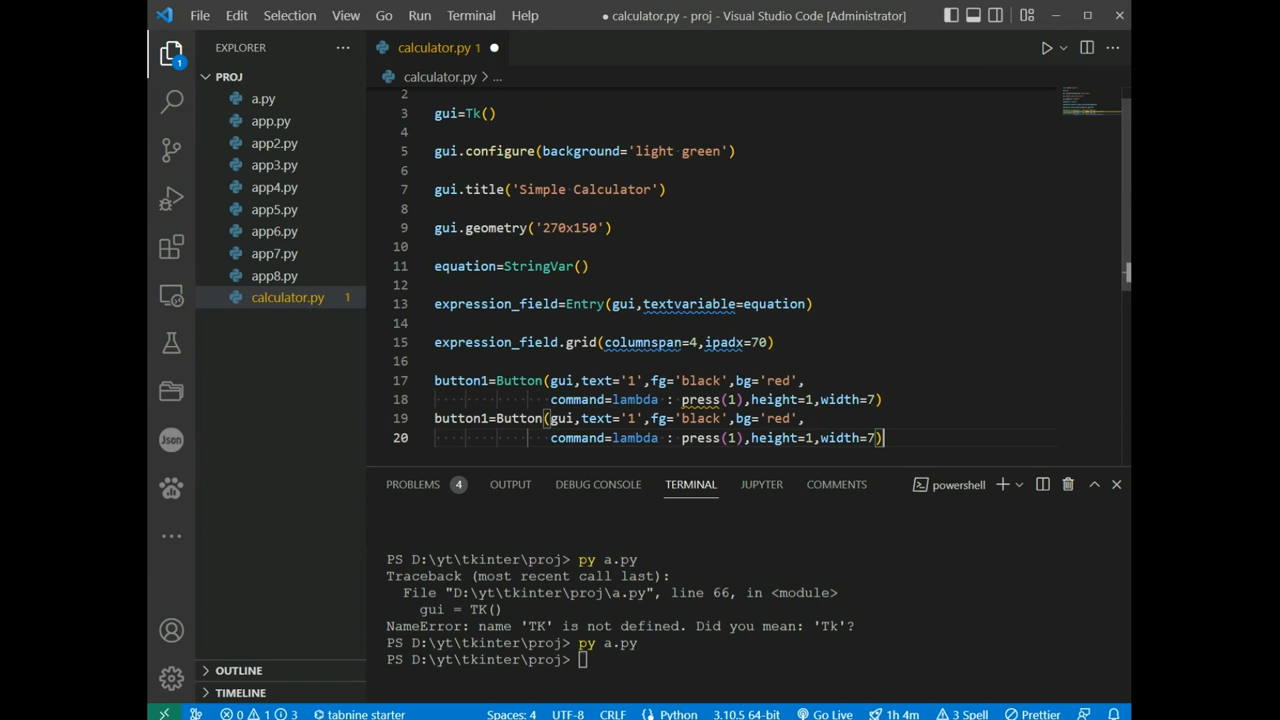 File Edit Selection View Go Run Terminal Help
● calculator.py - proj - Visual Studio Code [Administrator]
EXPLORER
calculator.py 1
PROJ
calculator.py > ...
a.py
app.py
app2.py
app3.py
app4.py
app5.py
app6.py
app7.py
app8.py
calculator.py 1
1
2
3 gui=Tk()
4
5 gui.configure(background='light green')
6
7 gui.title('Simple Calculator')
8
9 gui.geometry('270x150')
10
11 equation=StringVar()
12
13 expression_field=Entry(gui,textvariable=equation)
14
15 expression_field.grid(columnspan=4,ipadx=70)
16
17 button1=Button(gui,text='1',fg='black',bg='red',
18 command=lambda : press(1),height=1,width=7)
19 button1=Button(gui,text='1',fg='black',bg='red',
20 command=lambda : press(1),height=1,width=7)
Json
PROBLEMS 4 OUTPUT DEBUG CONSOLE TERMINAL JUPYTER COMMENTS
powershell
PS D:\yt\tkinter\proj> py a.py
Traceback (most recent call last):
File "D:\yt\tkinter\proj\a.py", line 66, in <module>
gui = TK()
NameError: name 'TK' is not defined. Did you mean: 'Tk'?
PS D:\yt\tkinter\proj> py a.py
PS D:\yt\tkinter\proj>
OUTLINE
TIMELINE
0 1 3 tabnine starter Spaces: 4 UTF-8 CRLF Python 3.10.5 64-bit Go Live 1h 4m 3 Spell Prettier